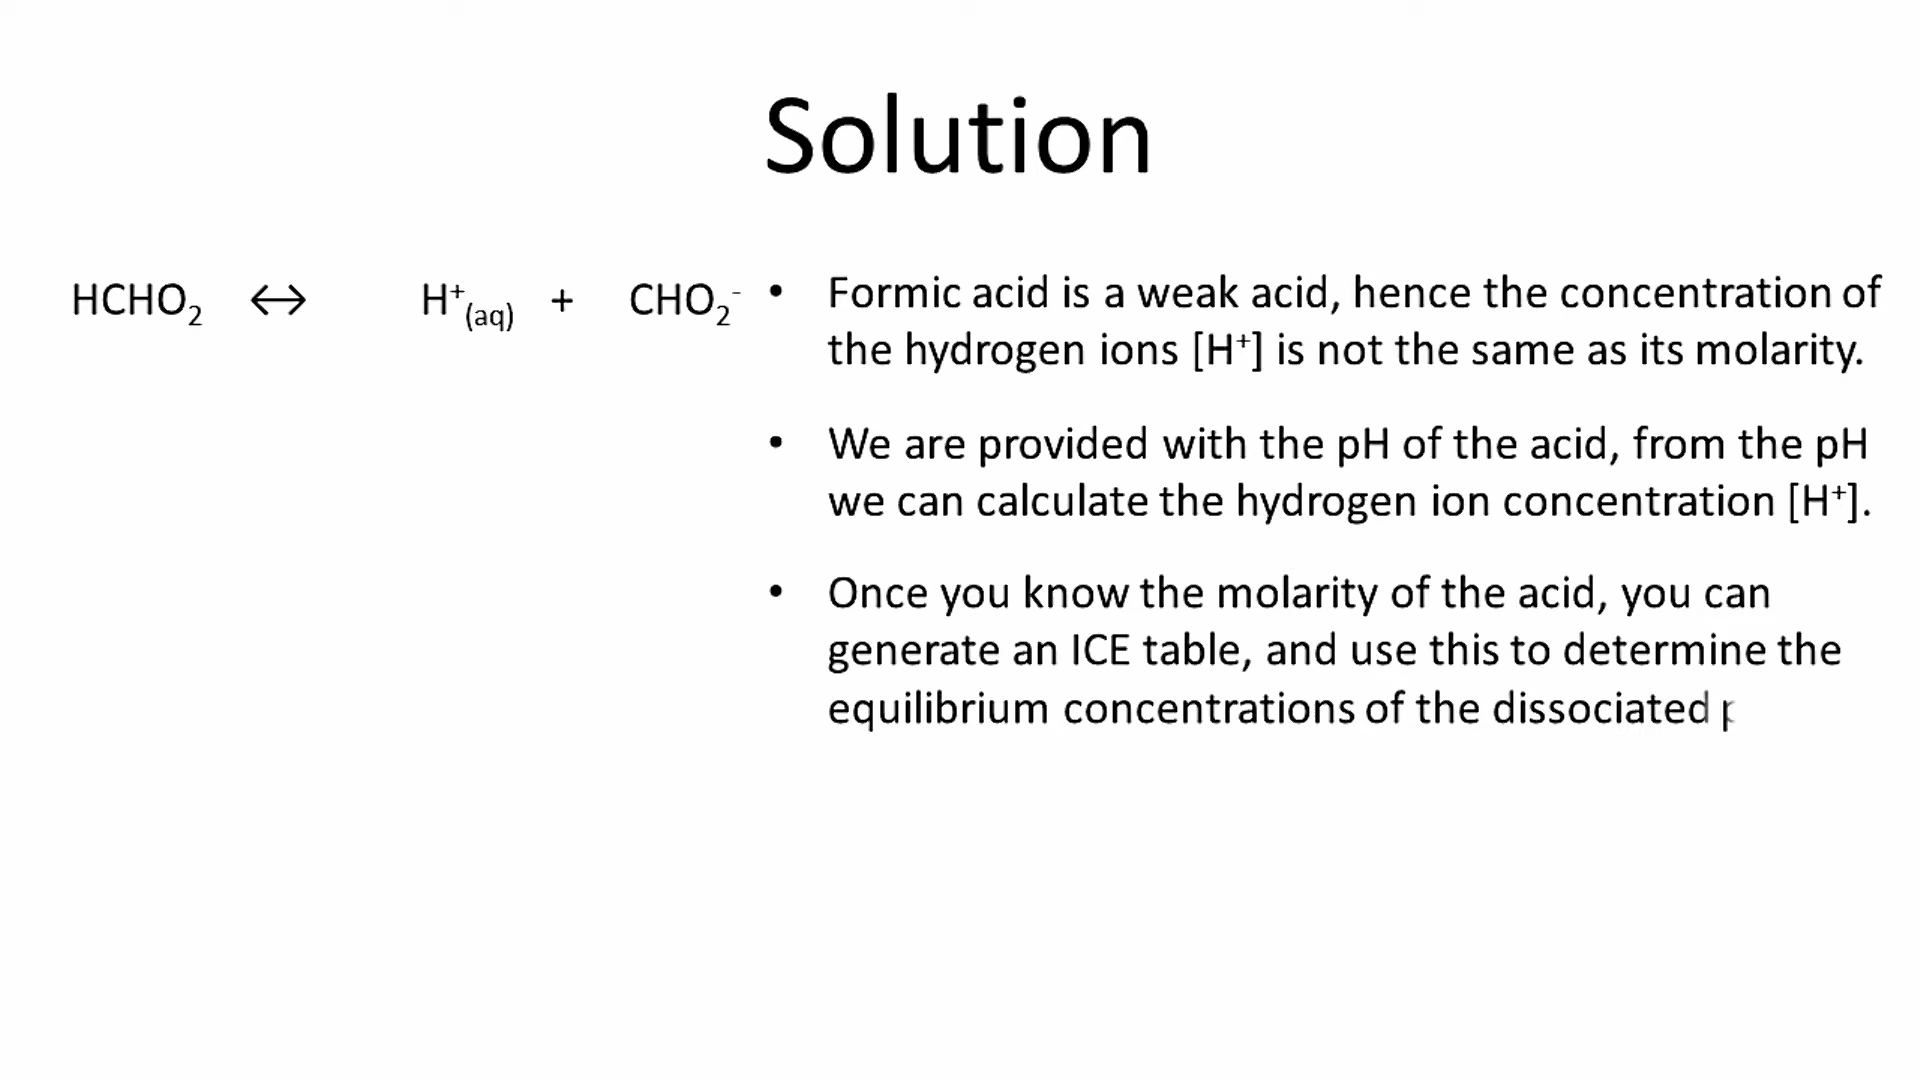 Solution
HCHO₂ ↔ H⁺(aq) + CHO₂⁻
• Formic acid is a weak acid, hence the concentration of
the hydrogen ions [H⁺] is not the same as its molarity.
• We are provided with the pH of the acid, from the pH
we can calculate the hydrogen ion concentration [H⁺].
• Once you know the molarity of the acid, you can
generate an ICE table, and use this to determine the
equilibrium concentrations of the dissociated